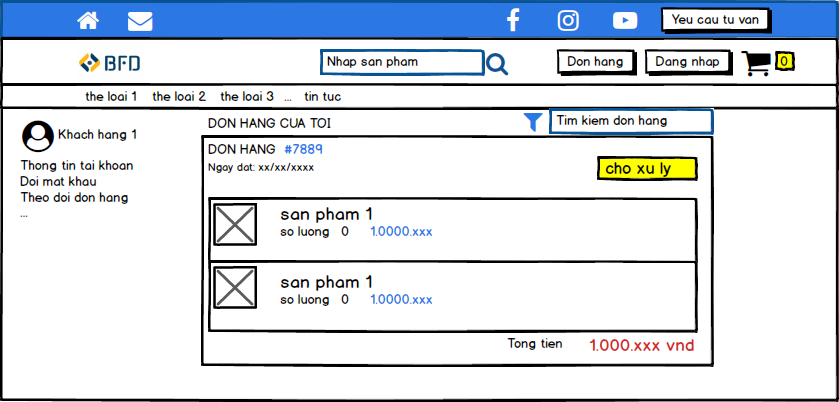 Yeu cau tu van
BFD
Nhap san pham
Don hang
Dang nhap
0
the loai 1 the loai 2 the loai 3 ... tin tuc
Khach hang 1
Thong tin tai khoan
Doi mat khau
Theo doi don hang
...
DON HANG CUA TOI
Tim kiem don hang
DON HANG #7889
Ngay dat: xx/xx/xxxx
cho xu ly
san pham 1
so luong 0 1.0000.xxx
san pham 1
so luong 0 1.0000.xxx
Tong tien 1.000.xxx vnd